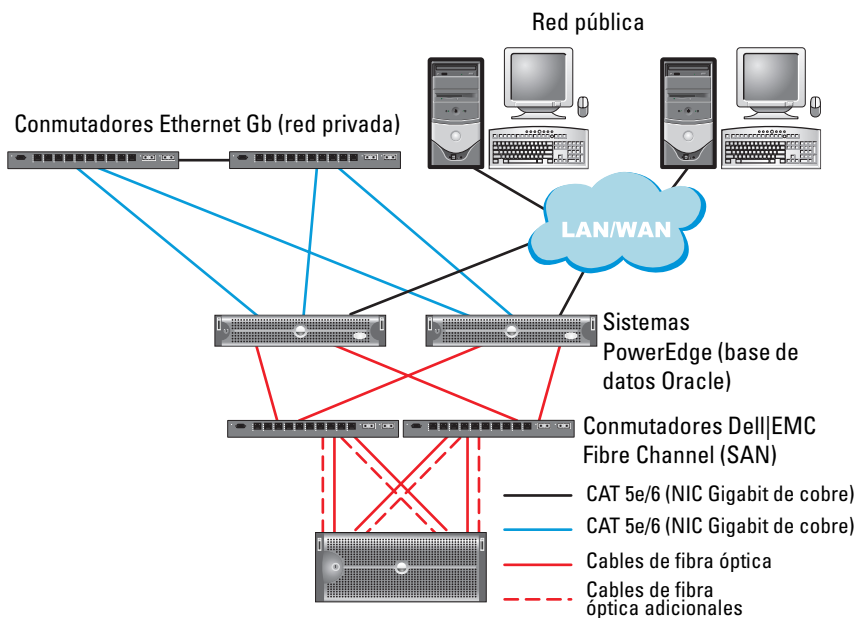 Red pública
Conmutadores Ethernet Gb (red privada)
LAN/WAN
Sistemas
PowerEdge (base de
datos Oracle)
Conmutadores Dell|EMC
Fibre Channel (SAN)
CAT 5e/6 (NIC Gigabit de cobre)
CAT 5e/6 (NIC Gigabit de cobre)
Cables de fibra óptica
Cables de fibra
óptica adicionales